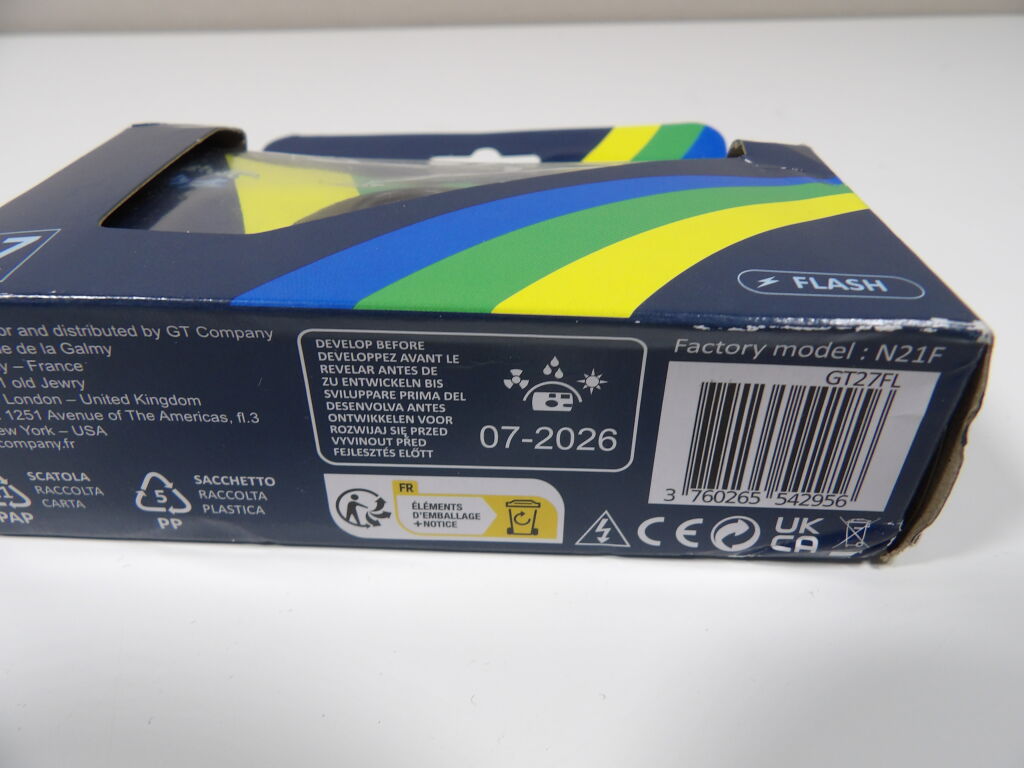 7
FLASH
or and distributed by GT Company
e de la Galmy
y – France
1 old Jewry
London – United Kingdom
1251 Avenue of The Americas, fl.3
ew York – USA
company.fr
SCATOLA
RACCOLTA
CARTA
PAP
5
PP
SACCHETTO
RACCOLTA
PLASTICA
DEVELOP BEFORE
DEVELOPPEZ AVANT LE
REVELAR ANTES DE
ZU ENTWICKELN BIS
SVILUPPARE PRIMA DEL
DESENVOLVA ANTES
ONTWIKKELEN VOOR
ROZWIJAJ SIĘ PRZED
VYVINOUT PŘED
FEJLESZTÉS ELŐTT
07-2026
FR
ÉLÉMENTS
D'EMBALLAGE
+ NOTICE
Factory model : N21F
GT27FL
3 760265 542956
CE
UK
CA